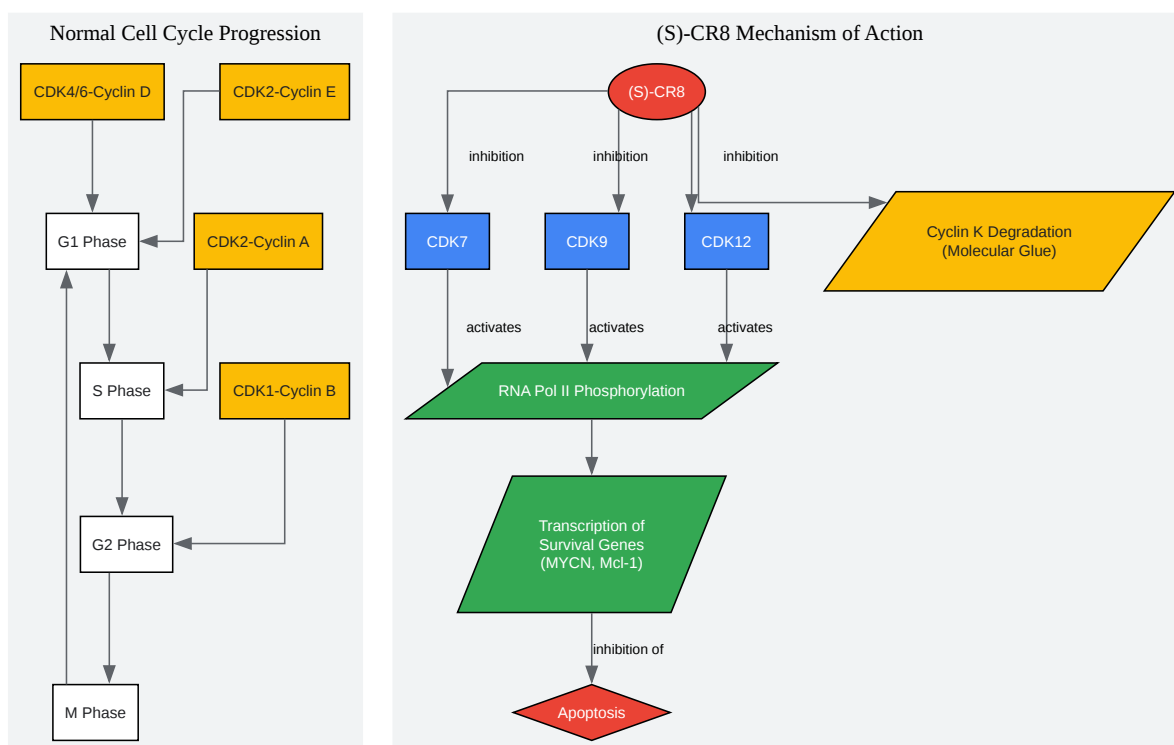 Normal Cell Cycle Progression
CDK4/6-Cyclin D
CDK2-Cyclin E
G1 Phase
CDK2-Cyclin A
S Phase
CDK1-Cyclin B
G2 Phase
M Phase
(S)-CR8 Mechanism of Action
(S)-CR8
inhibition
inhibition
inhibition
CDK7
CDK9
CDK12
Cyclin K Degradation
(Molecular Glue)
activates
activates
activates
RNA Pol II Phosphorylation
Transcription of
Survival Genes
(MYCN, Mcl-1)
inhibition of
Apoptosis